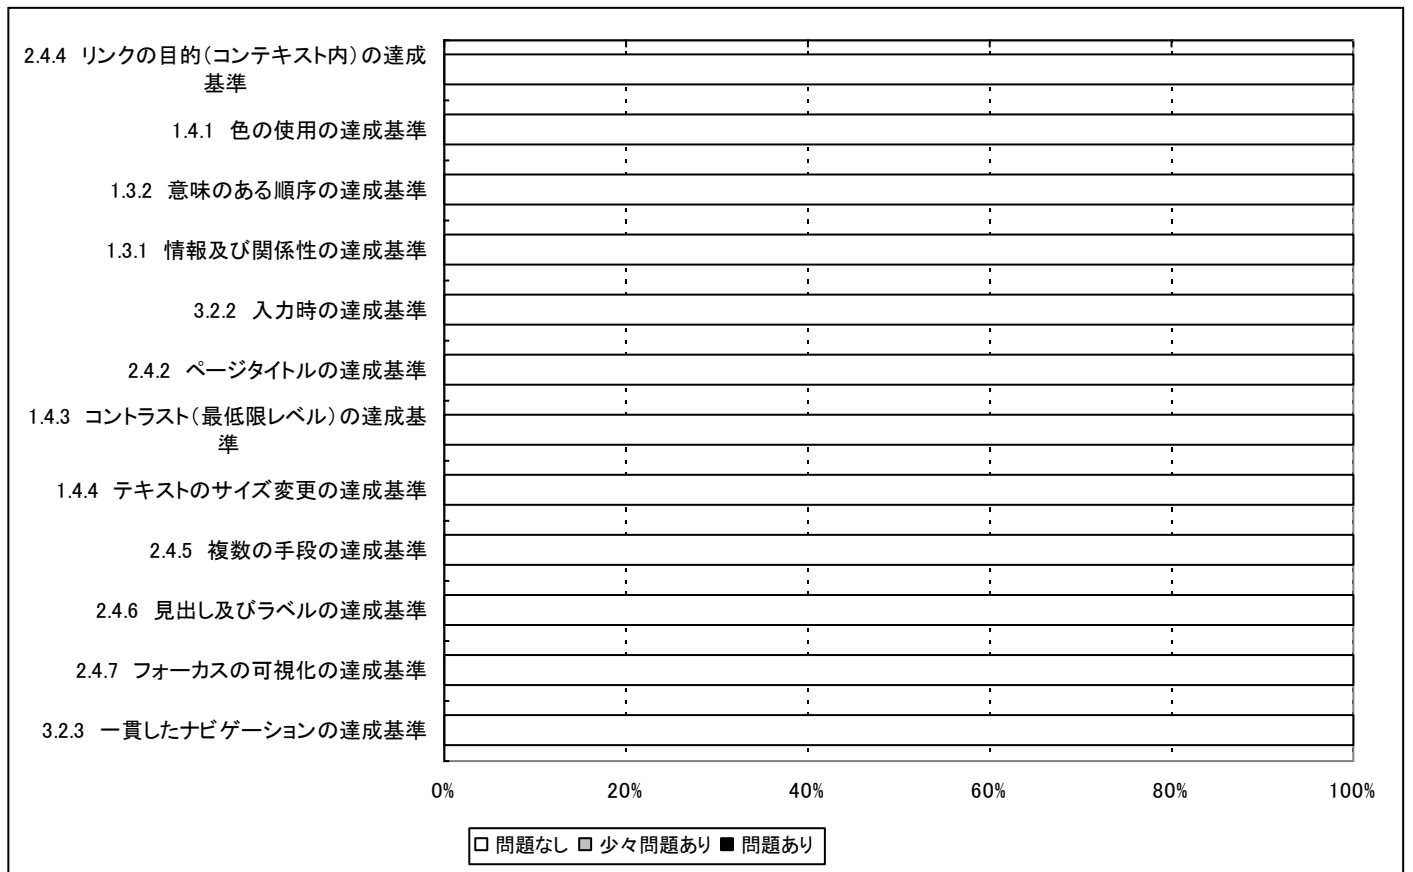 2.4.4 リンクの目的(コンテキスト内)の達成
基準
1.4.1 色の使用の達成基準
1.3.2 意味のある順序の達成基準
1.3.1 情報及び関係性の達成基準
3.2.2 入力時の達成基準
2.4.2 ページタイトルの達成基準
1.4.3 コントラスト(最低限レベル)の達成基
準
1.4.4 テキストのサイズ変更の達成基準
2.4.5 複数の手段の達成基準
2.4.6 見出し及びラベルの達成基準
2.4.7 フォーカスの可視化の達成基準
3.2.3 一貫したナビゲーションの達成基準
0% 20% 40% 60% 80% 100%
問題なし 少々問題あり 問題あり